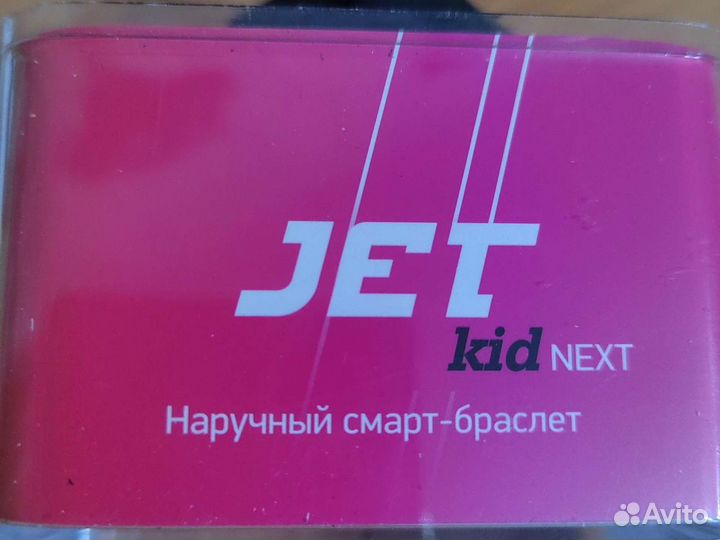 JET
kid NEXT
Наручный смарт-браслет
Avito